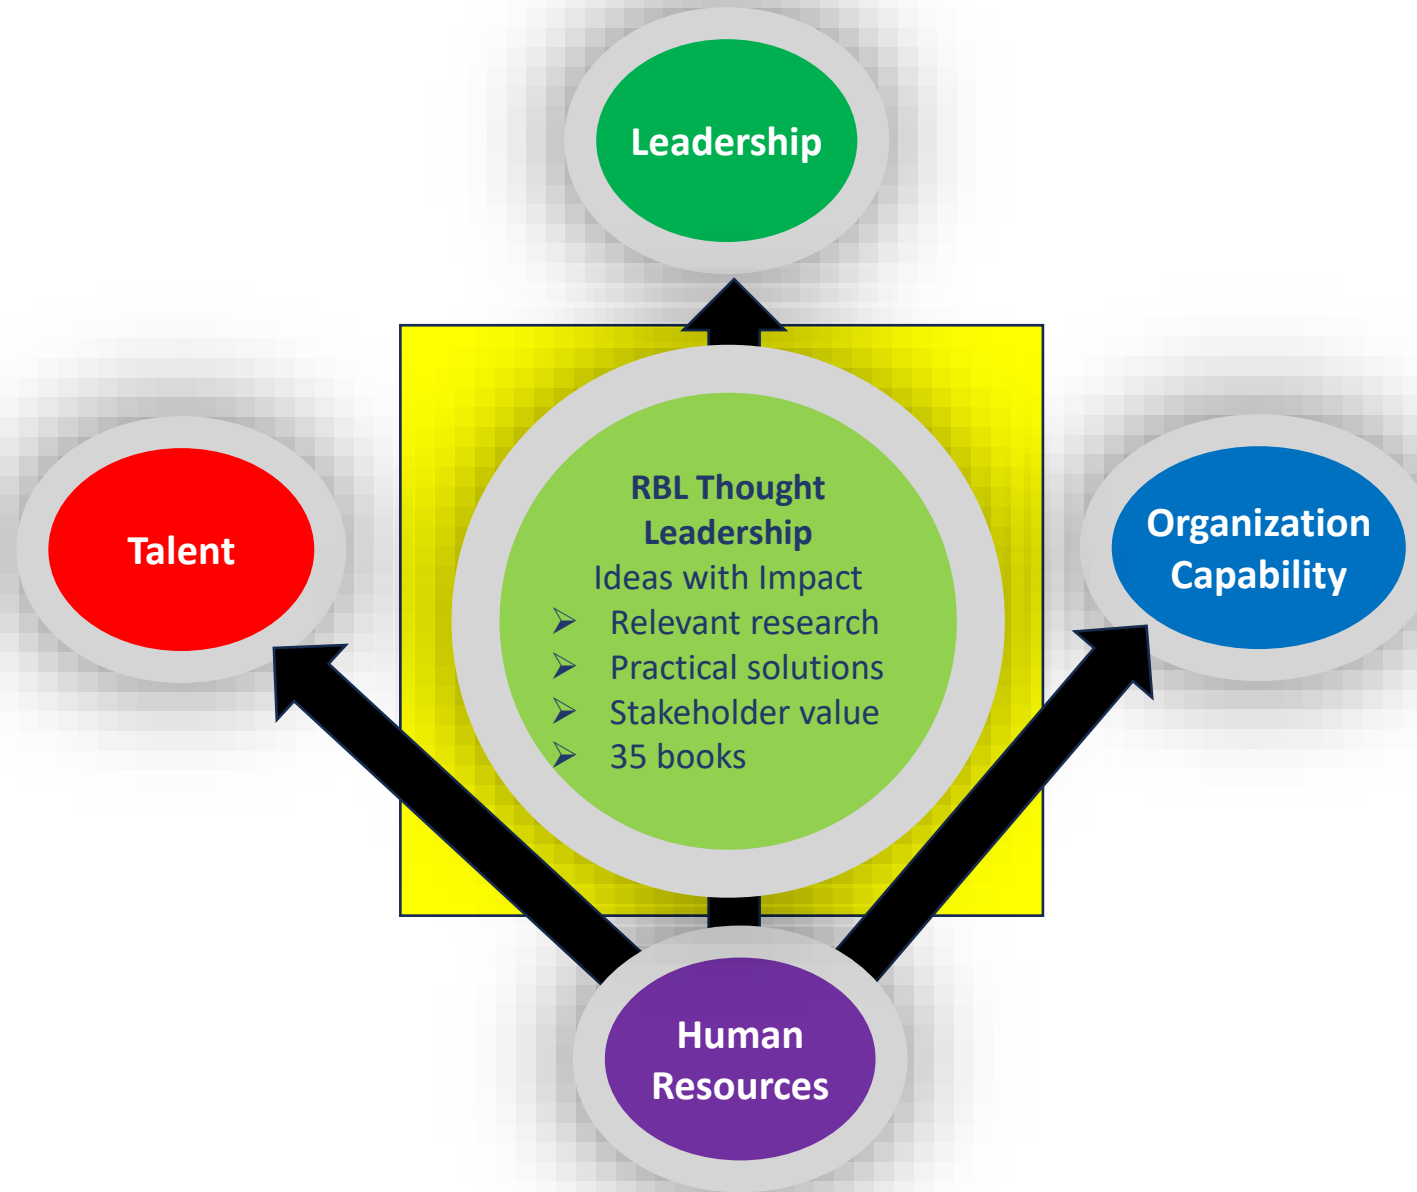 Leadership
Talent
RBL Thought
Leadership
Ideas with Impact
➢ Relevant research
➢ Practical solutions
➢ Stakeholder value
➢ 35 books
Organization
Capability
Human
Resources